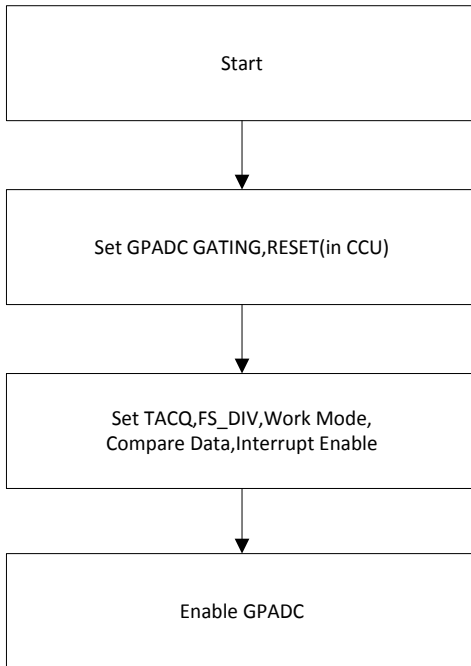 Start
Set GPADC GATING,RESET(in CCU)
Set TACQ,FS_DIV,Work Mode,
Compare Data,Interrupt Enable
Enable GPADC